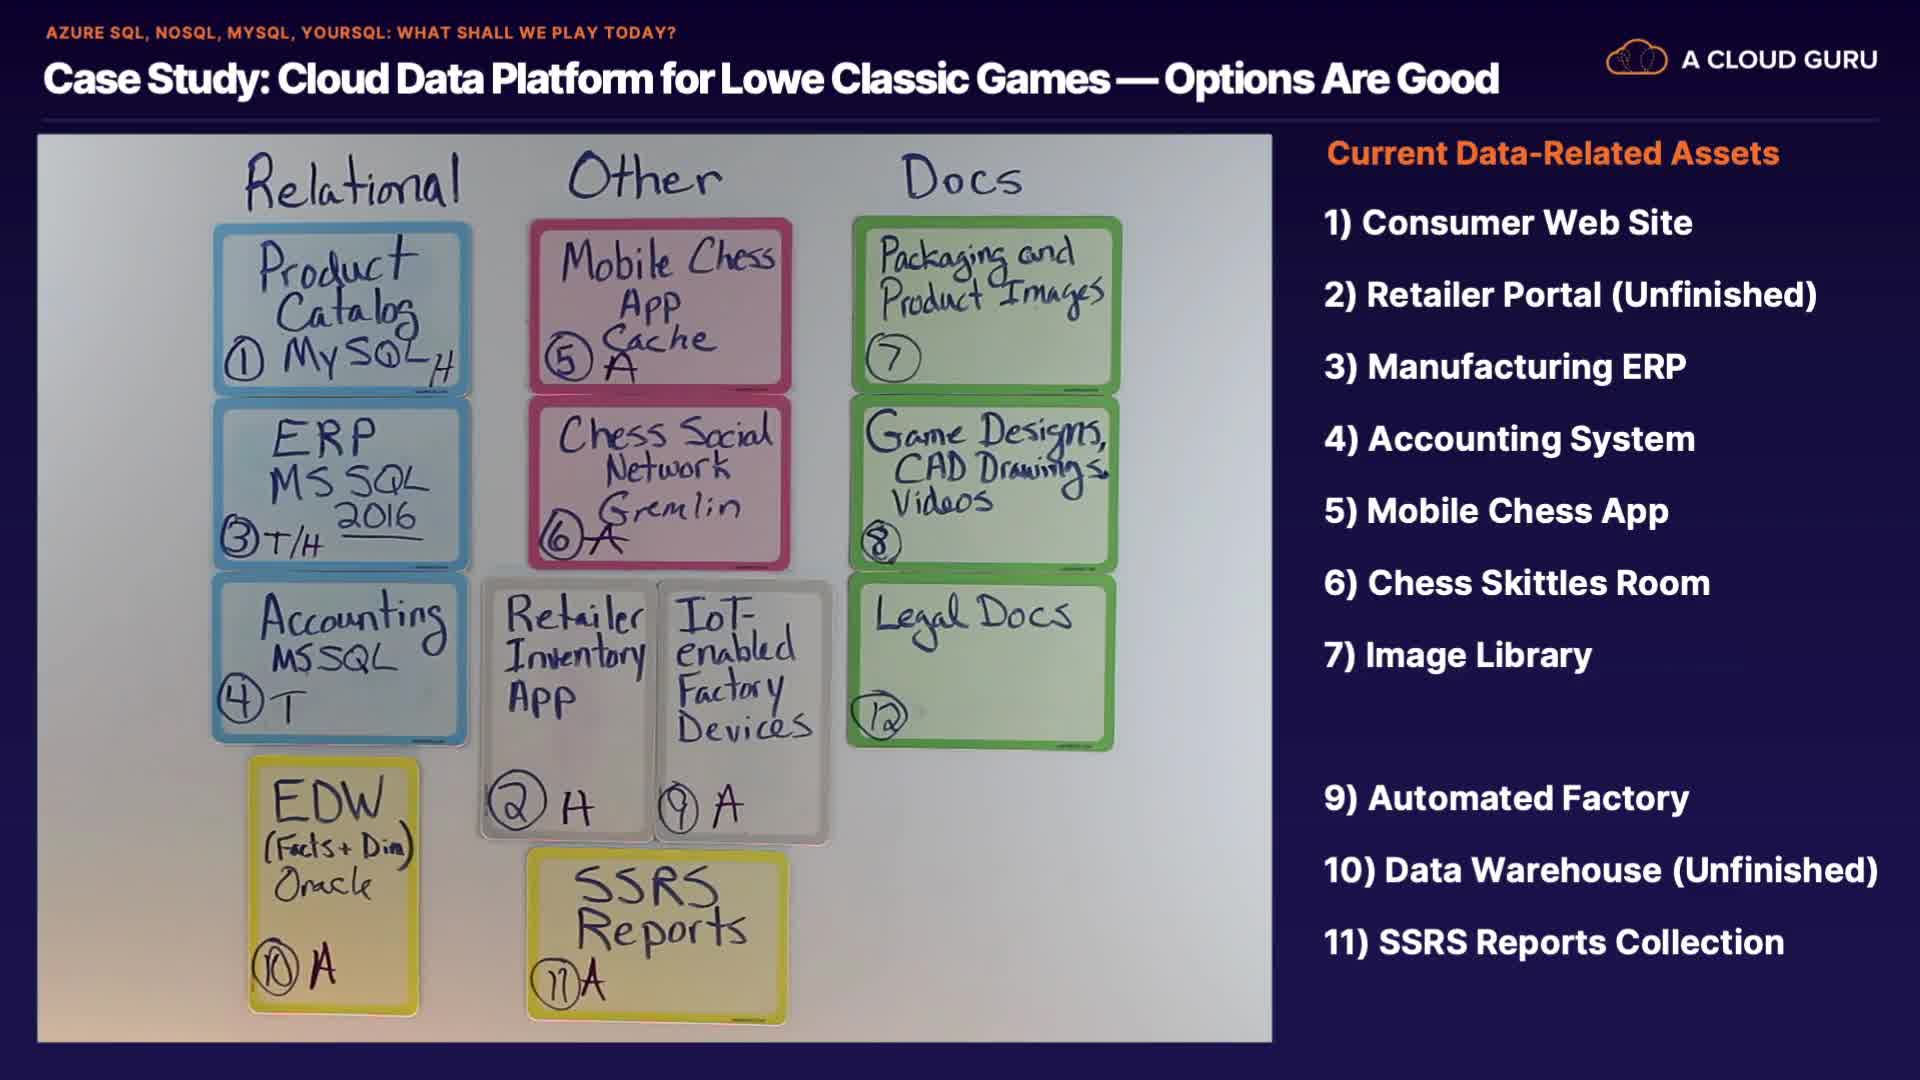 AZURE SQL, NOSQL, MYSQL, YOURSQL: WHAT SHALL WE PLAY TODAY?
Case Study: Cloud Data Platform for Lowe Classic Games — Options Are Good
A CLOUD GURU
Relational
Product
Catalog
1 MySQL H
ERP
MS SQL
2016
3 T/H
Accounting
MSSQL
4 T
EDW
(Facts + Dim)
Oracle
10 A
Other
Mobile Chess
App
Cache
5 A
Chess Social
Network
Gremlin
6 A
Retailer
Inventory
App
2 H
IoT-
enabled
Factory
Devices
9 A
SSRS
Reports
11 A
Docs
Packaging and
Product Images
7
Game Designs,
CAD Drawings,
Videos
8
Legal Docs
12
Current Data-Related Assets
1) Consumer Web Site
2) Retailer Portal (Unfinished)
3) Manufacturing ERP
4) Accounting System
5) Mobile Chess App
6) Chess Skittles Room
7) Image Library
9) Automated Factory
10) Data Warehouse (Unfinished)
11) SSRS Reports Collection